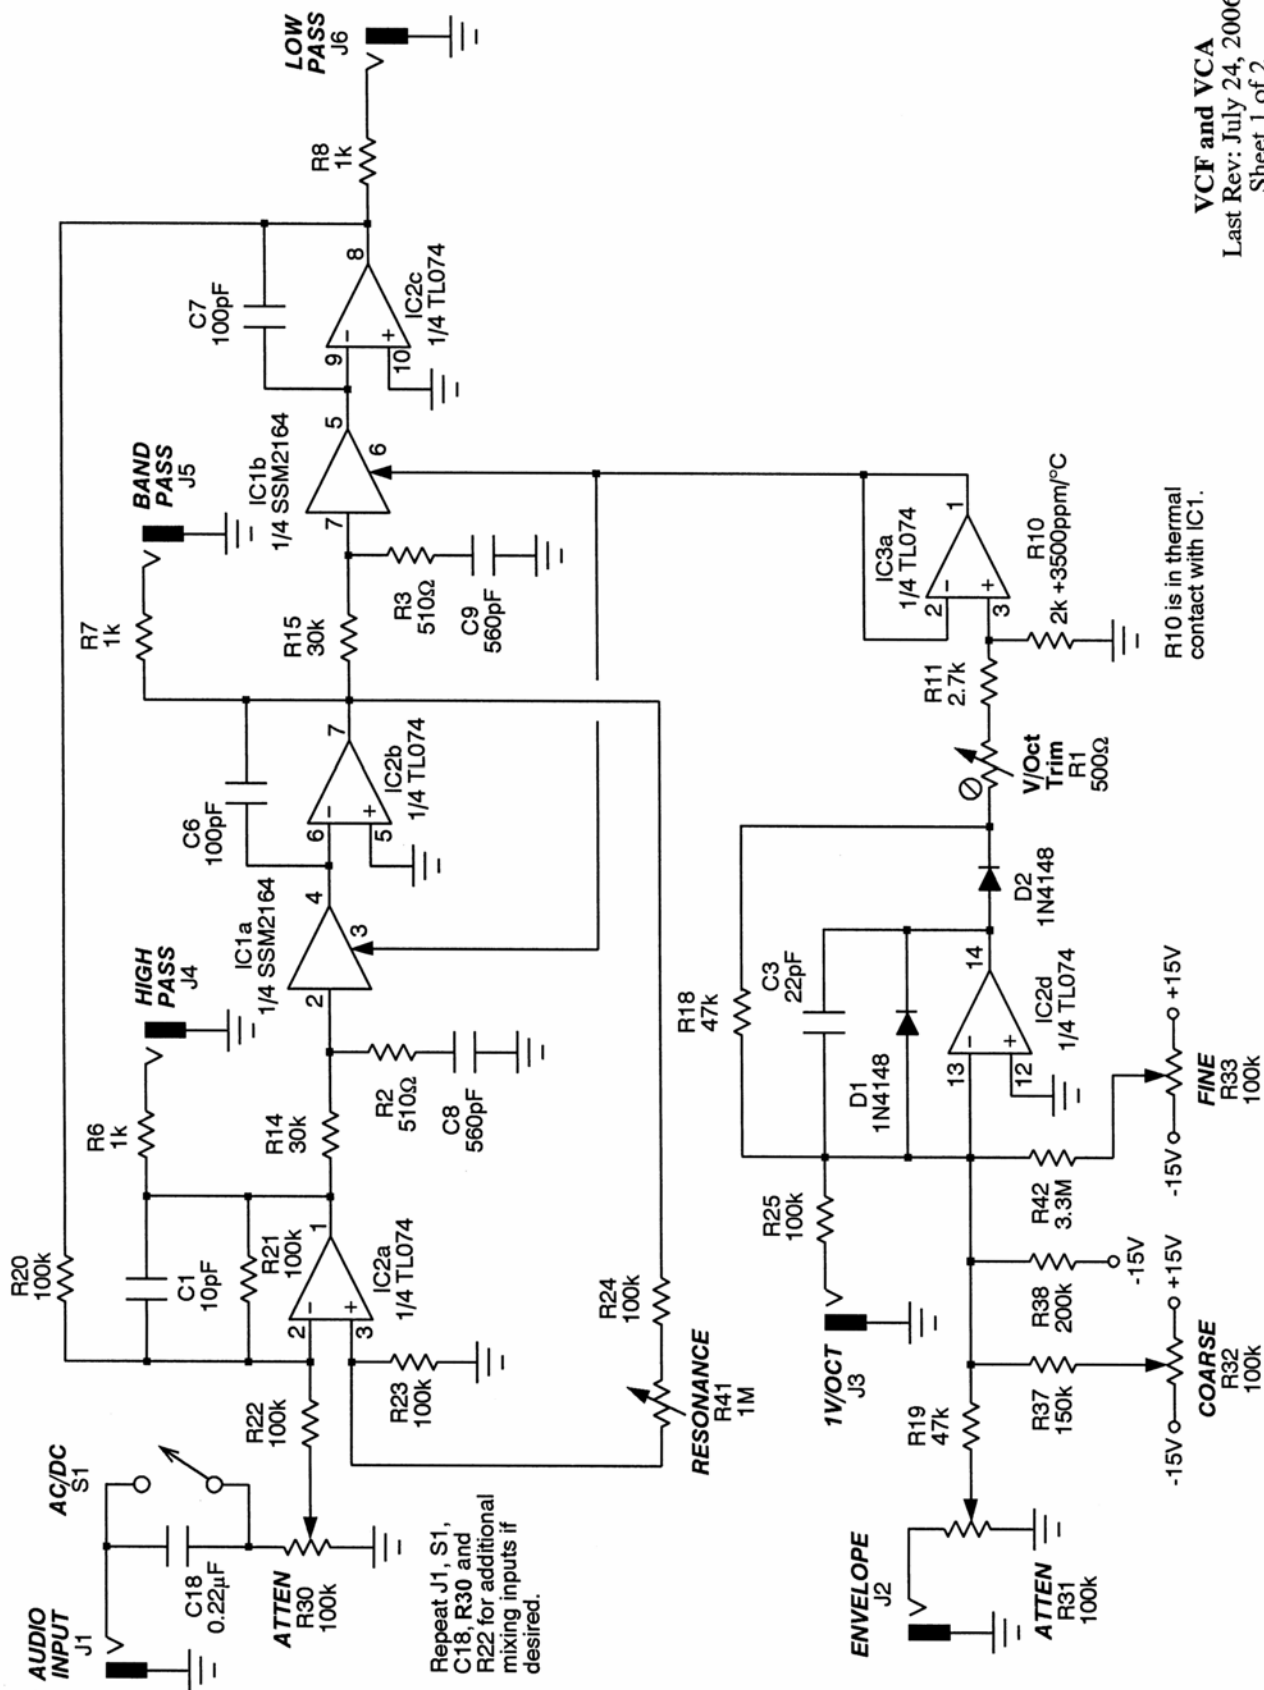 AUDIO
INPUT
J1
AC/DC
S1
C18
0.22µF
ATTEN
R30
100k
Repeat J1, S1,
C18, R30 and
R22 for additional
mixing inputs if
desired.
R20
100k
C1
10pF
R21
100k
R22
100k
2
3
1
IC2a
1/4 TL074
R23
100k
R24
100k
RESONANCE
R41
1M
R6
1k
HIGH
PASS
J4
R14
30k
R2
510Ω
C8
560pF
IC1a
1/4 SSM2164
2
4
3
C6
100pF
6
5
7
IC2b
1/4 TL074
R7
1k
BAND
PASS
J5
R15
30k
R3
510Ω
C9
560pF
IC1b
1/4 SSM2164
7
5
6
C7
100pF
9
10
8
IC2c
1/4 TL074
R8
1k
LOW
PASS
J6
ENVELOPE
J2
ATTEN
R31
100k
R19
47k
1V/OCT
J3
R25
100k
R37
150k
-15V
+15V
COARSE
R32
100k
R38
200k
-15V
R42
3.3M
-15V
+15V
FINE
R33
100k
R18
47k
C3
22pF
D1
1N4148
13
12
14
IC2d
1/4 TL074
D2
1N4148
V/Oct
Trim
R1
500Ω
R11
2.7k
IC3a
1/4 TL074
2
3
1
R10
2k +3500ppm/°C
R10 is in thermal
contact with IC1.
VCF and VCA
Last Rev: July 24, 2006
Sheet 1 of 2